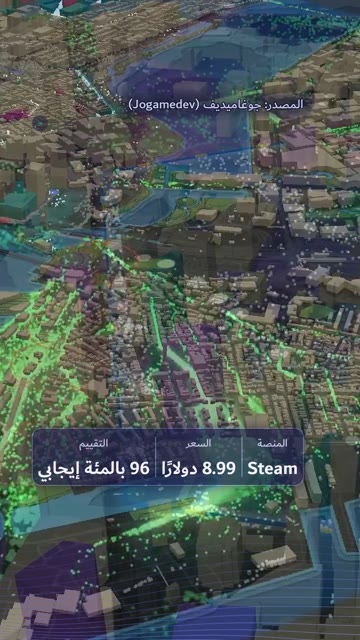 المصدر: جوغاميديف (Jogamedev)
المنصة السعر التقييم
Steam 8.99 دولارًا 96 بالمئة إيجابي